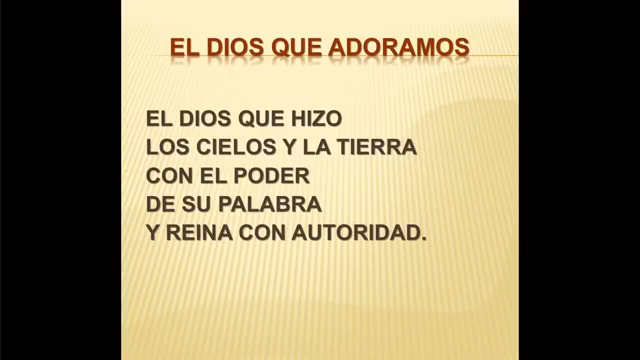 EL DIOS QUE ADORAMOS
EL DIOS QUE HIZO
LOS CIELOS Y LA TIERRA
CON EL PODER
DE SU PALABRA
Y REINA CON AUTORIDAD.